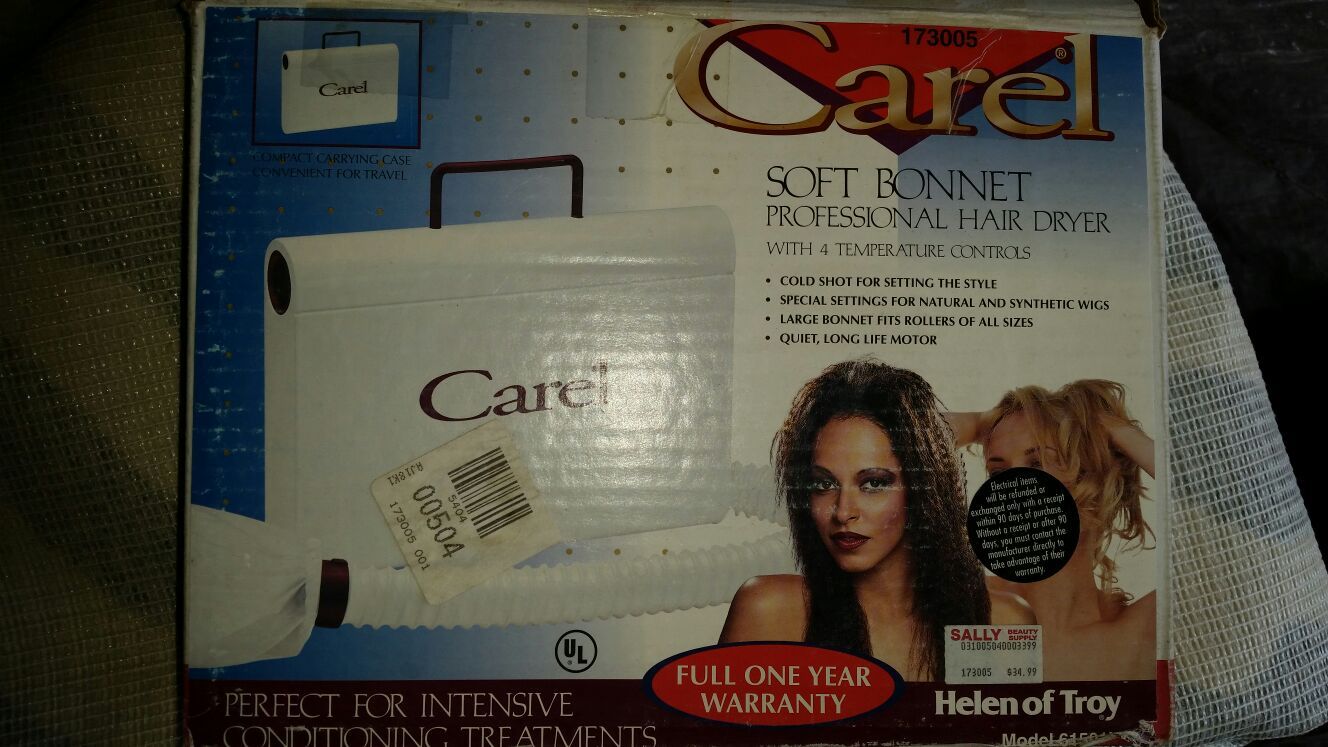 173005
Carel®
Carel
COMPACT CARRYING CASE
CONVENIENT FOR TRAVEL
SOFT BONNET
PROFESSIONAL HAIR DRYER
WITH 4 TEMPERATURE CONTROLS
• COLD SHOT FOR SETTING THE STYLE
• SPECIAL SETTINGS FOR NATURAL AND SYNTHETIC WIGS
• LARGE BONNET FITS ROLLERS OF ALL SIZES
• QUIET, LONG LIFE MOTOR
Carel
RJ18K1
5404
00504
173005 001
Electrical items
will be refunded or
exchanged only with a receipt
within 90 days of purchase.
Without a receipt or after 90
days, you must contact the
manufacturer directly to
take advantage of their
warranty.
SALLY BEAUTY SUPPLY
031005040003399
173005 $34.99
UL®
FULL ONE YEAR
WARRANTY
Helen of Troy®
PERFECT FOR INTENSIVE
CONDITIONING TREATMENTS
Model